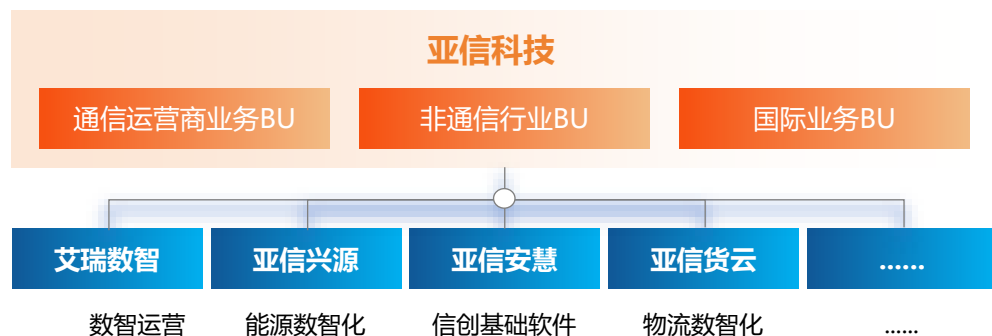 亚信科技
通信运营商业务BU 非通信行业BU 国际业务BU
艾瑞数智 亚信兴源 亚信安慧 亚信货云 ......
数智运营 能源数智化 信创基础软件 物流数智化 ......